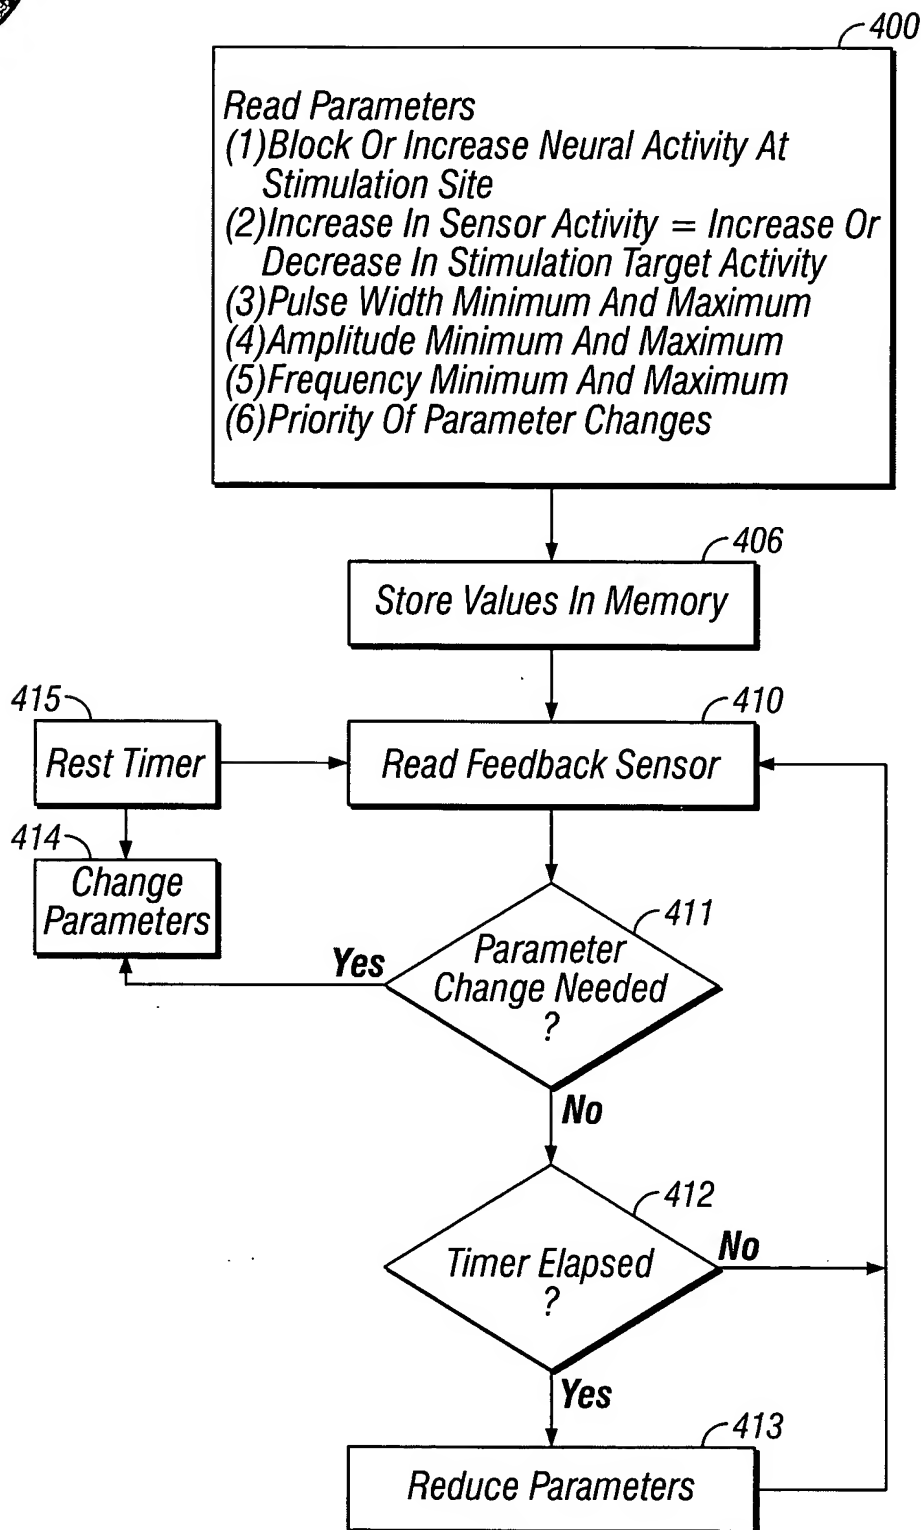 400
Read Parameters
(1)Block Or Increase Neural Activity At
Stimulation Site
(2)Increase In Sensor Activity = Increase Or
Decrease In Stimulation Target Activity
(3)Pulse Width Minimum And Maximum
(4)Amplitude Minimum And Maximum
(5)Frequency Minimum And Maximum
(6)Priority Of Parameter Changes
406
Store Values In Memory
415
Rest Timer
410
Read Feedback Sensor
414
Change
Parameters
411
Parameter
Change Needed
?
Yes
No
412
Timer Elapsed
?
No
Yes
413
Reduce Parameters